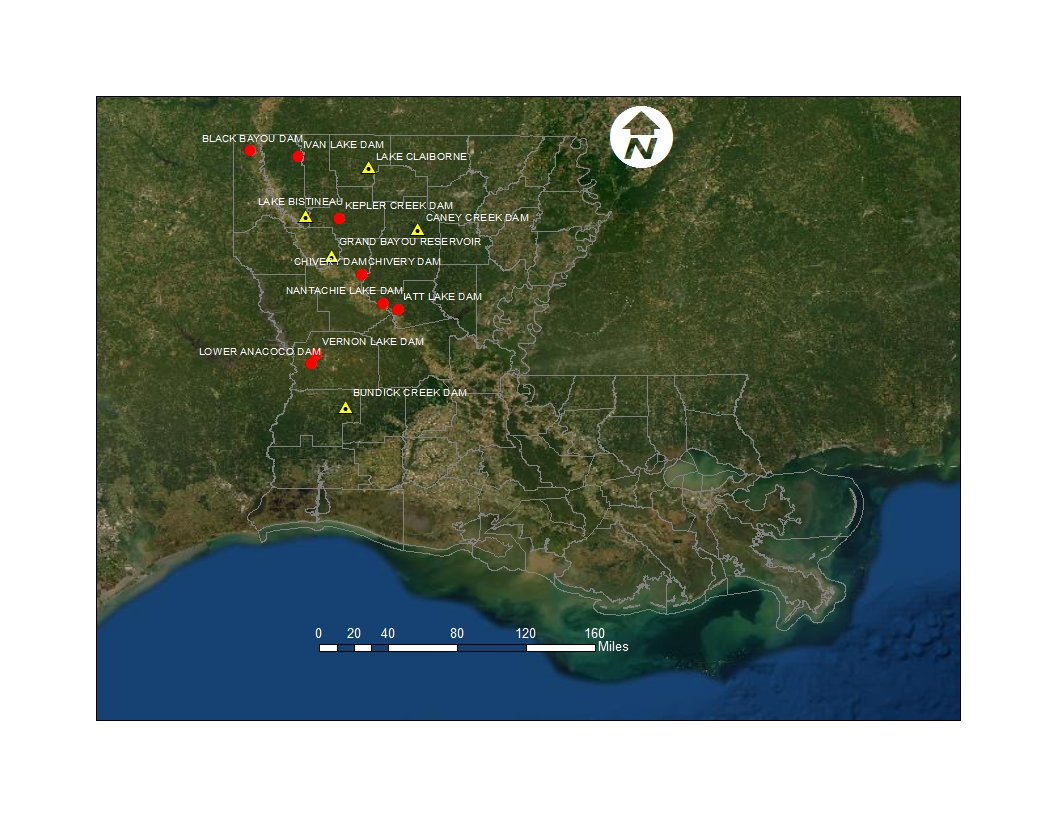 N
BLACK BAYOU DAM
IVAN LAKE DAM
LAKE CLAIBORNE
LAKE BISTINEAU
KEPLER CREEK DAM
CANEY CREEK DAM
GRAND BAYOU RESERVOIR
CHIVERY DAM
CHIVERY DAM
NANTACHIE LAKE DAM
IATT LAKE DAM
VERNON LAKE DAM
LOWER ANACOCO DAM
BUNDICK CREEK DAM
0 20 40 80 120 160
Miles